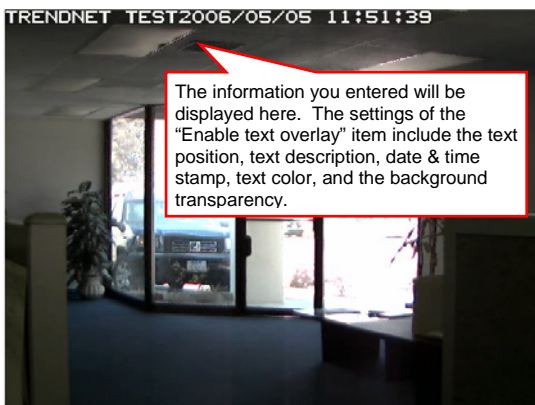 TRENDNET TEST2006/05/05 11:51:39
The information you entered will be
displayed here.  The settings of the
“Enable text overlay” item include the text
position, text description, date & time
stamp, text color, and the background
transparency.